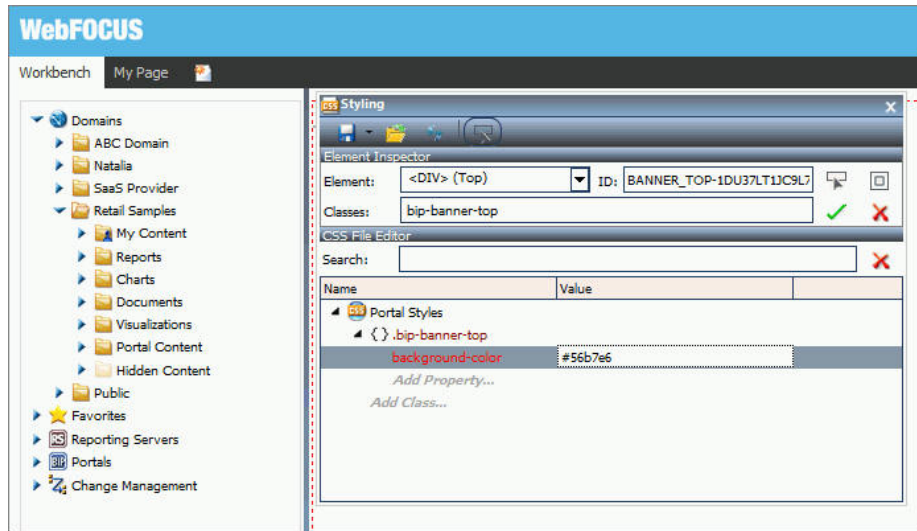 WebFOCUS
Workbench My Page
Domains
ABC Domain
Natalia
SaaS Provider
Retail Samples
My Content
Reports
Charts
Documents
Visualizations
Portal Content
Hidden Content
Public
Favorites
Reporting Servers
Portals
Change Management
CSS Styling
Element Inspector
Element: <DIV> (Top) ID: BANNER_TOP-1DU37LT1JC9L7
Classes: bip-banner-top
CSS File Editor
Search:
Name Value
CSS Portal Styles
{ } .bip-banner-top
background-color #56b7e6
Add Property...
Add Class...